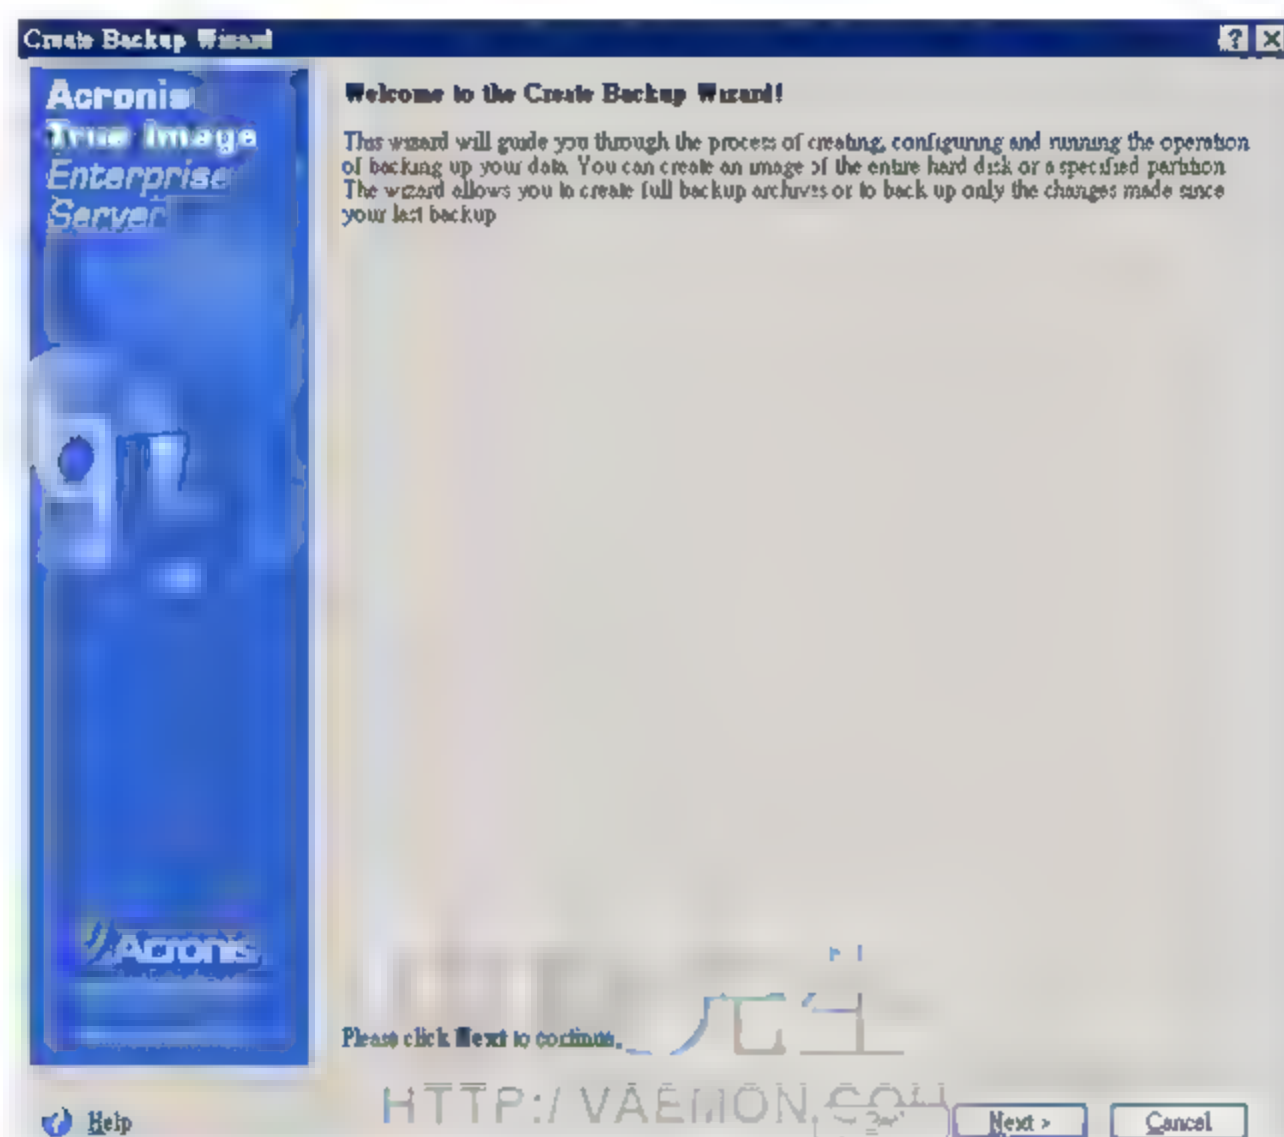 Create Backup Wizard
Acronis
True Image
Enterprise
Server
Welcome to the Create Backup Wizard!
This wizard will guide you through the process of creating, configuring and running the operation
of backing up your data. You can create an image of the entire hard disk or a specified partition.
The wizard allows you to create full backup archives or to back up only the changes made since
your last backup
Acronis
Please click Next to continue.
HTTP:/VAEMON.COM
Help
Next >
Cancel